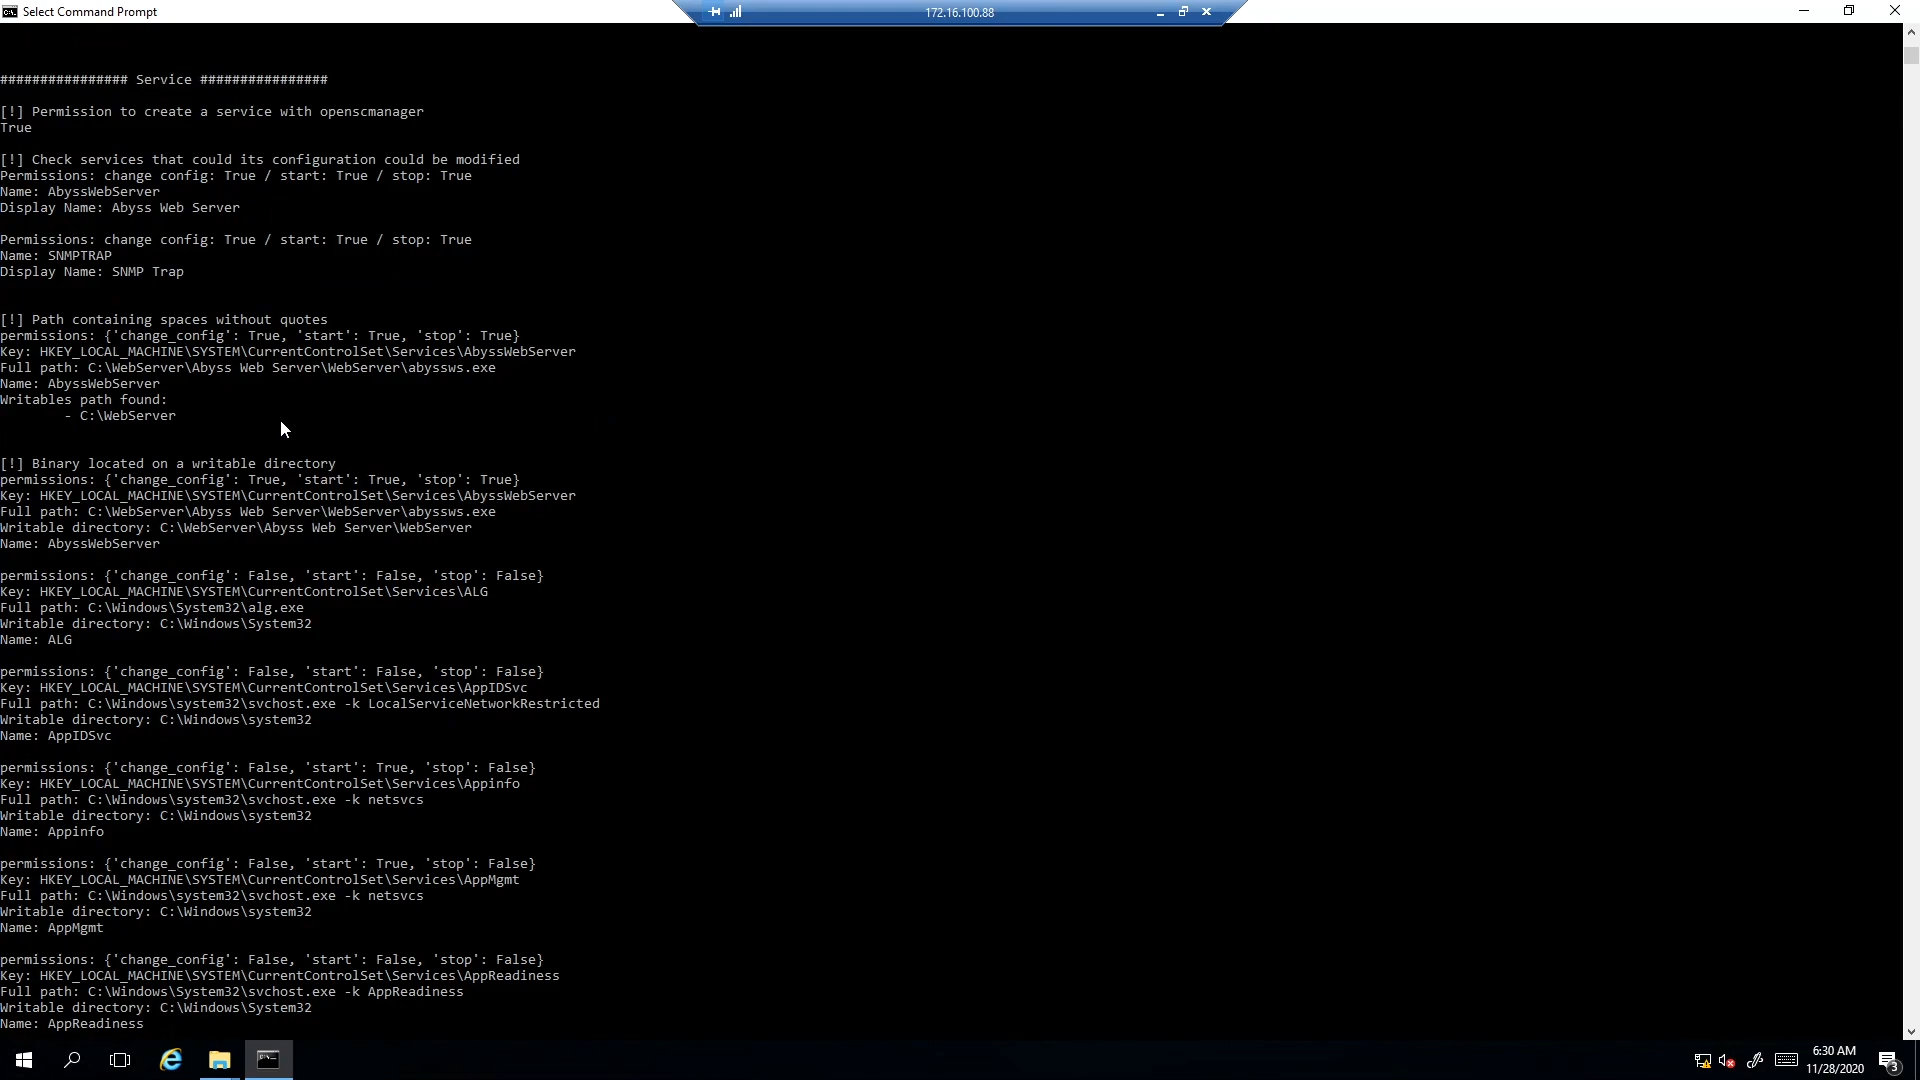 Select Command Prompt
172.16.100.88
################ Service ################
[!] Permission to create a service with openscmanager
True
[!] Check services that could its configuration could be modified
Permissions: change config: True / start: True / stop: True
Name: AbyssWebServer
Display Name: Abyss Web Server
Permissions: change config: True / start: True / stop: True
Name: SNMPTRAP
Display Name: SNMP Trap
[!] Path containing spaces without quotes
permissions: {'change_config': True, 'start': True, 'stop': True}
Key: HKEY_LOCAL_MACHINE\SYSTEM\CurrentControlSet\Services\AbyssWebServer
Full path: C:\WebServer\Abyss Web Server\WebServer\abyssws.exe
Name: AbyssWebServer
Writables path found:
- C:\WebServer
[!] Binary located on a writable directory
permissions: {'change_config': True, 'start': True, 'stop': True}
Key: HKEY_LOCAL_MACHINE\SYSTEM\CurrentControlSet\Services\AbyssWebServer
Full path: C:\WebServer\Abyss Web Server\WebServer\abyssws.exe
Writable directory: C:\WebServer\Abyss Web Server\WebServer
Name: AbyssWebServer
permissions: {'change_config': False, 'start': False, 'stop': False}
Key: HKEY_LOCAL_MACHINE\SYSTEM\CurrentControlSet\Services\ALG
Full path: C:\Windows\System32\alg.exe
Writable directory: C:\Windows\System32
Name: ALG
permissions: {'change_config': False, 'start': False, 'stop': False}
Key: HKEY_LOCAL_MACHINE\SYSTEM\CurrentControlSet\Services\AppIDSvc
Full path: C:\Windows\system32\svchost.exe -k LocalServiceNetworkRestricted
Writable directory: C:\Windows\system32
Name: AppIDSvc
permissions: {'change_config': False, 'start': True, 'stop': False}
Key: HKEY_LOCAL_MACHINE\SYSTEM\CurrentControlSet\Services\Appinfo
Full path: C:\Windows\system32\svchost.exe -k netsvcs
Writable directory: C:\Windows\system32
Name: Appinfo
permissions: {'change_config': False, 'start': True, 'stop': False}
Key: HKEY_LOCAL_MACHINE\SYSTEM\CurrentControlSet\Services\AppMgmt
Full path: C:\Windows\system32\svchost.exe -k netsvcs
Writable directory: C:\Windows\system32
Name: AppMgmt
permissions: {'change_config': False, 'start': False, 'stop': False}
Key: HKEY_LOCAL_MACHINE\SYSTEM\CurrentControlSet\Services\AppReadiness
Full path: C:\Windows\System32\svchost.exe -k AppReadiness
Writable directory: C:\Windows\System32
Name: AppReadiness
6:30 AM
11/28/2020
3